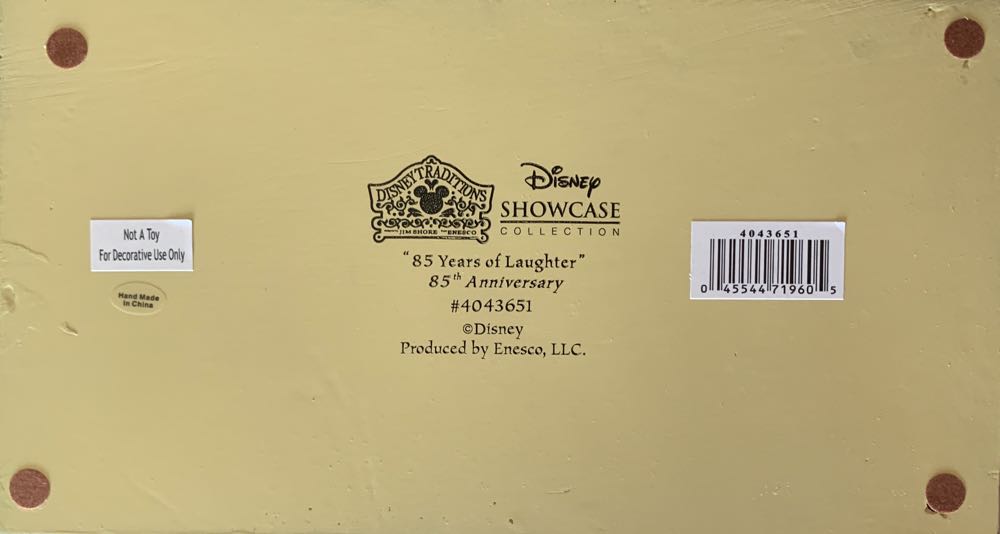 DISNEY TRADITIONS
JIM SHORE
ENESCO
Disney
SHOWCASE
COLLECTION
"85 Years of Laughter"
85th Anniversary
#4043651
©Disney
Produced by Enesco, LLC.
Not A Toy
For Decorative Use Only
Hand Made
In China
4043651
0 45544 71960 5